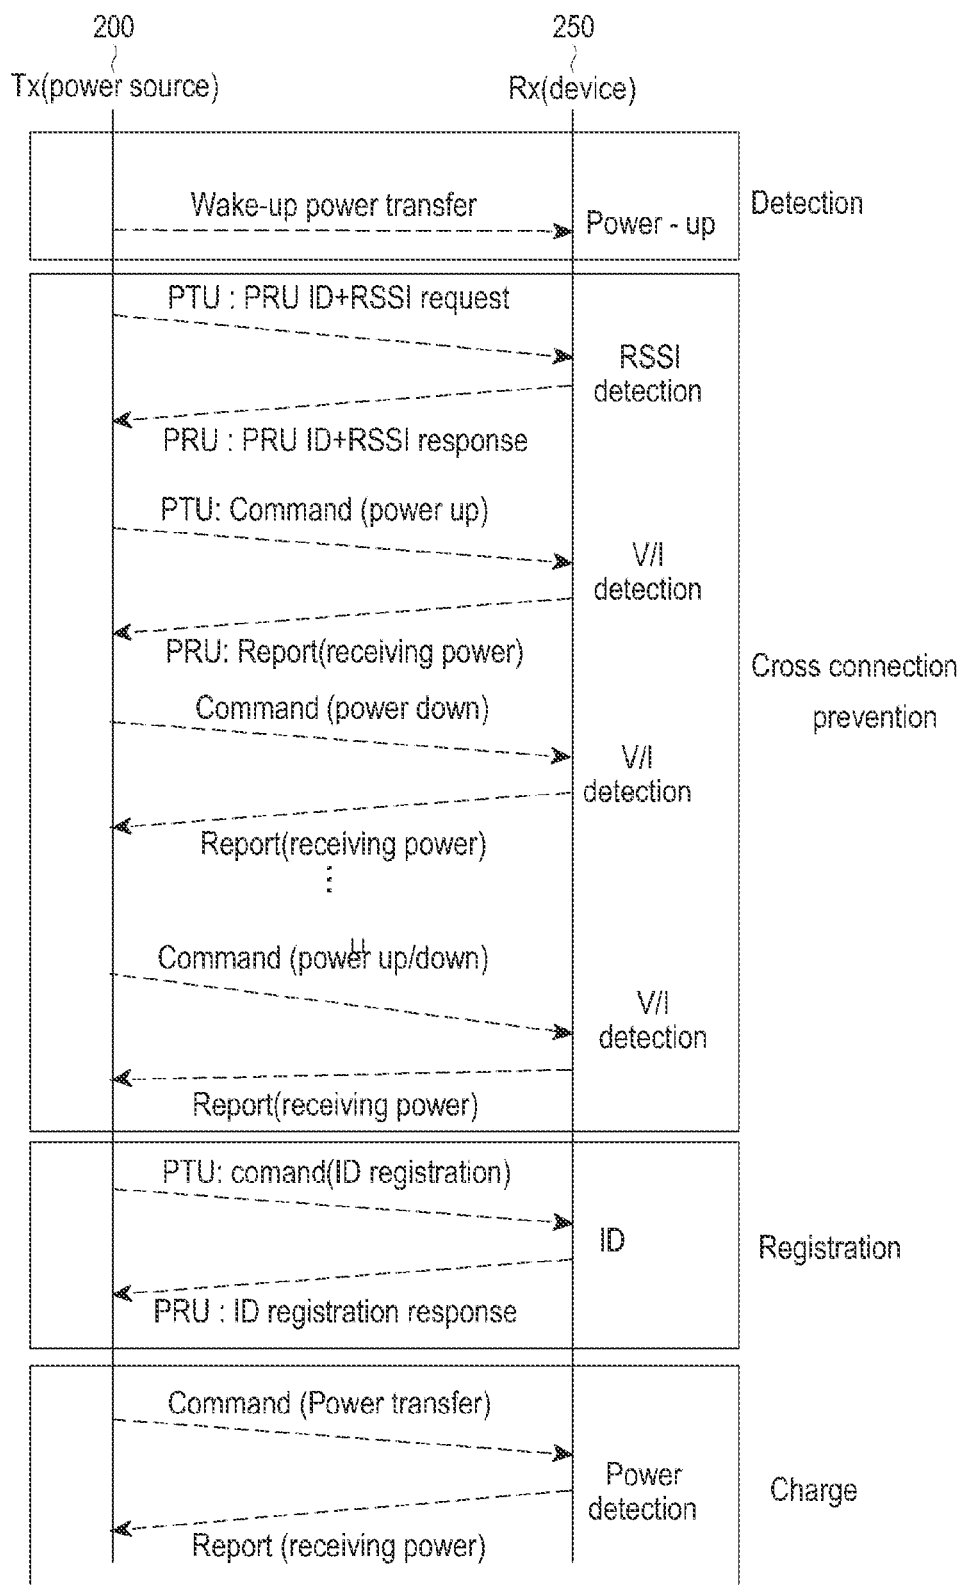 200
250
Tx(power source)
Rx(device)
Wake-up power transfer
Power - up
Detection
PTU : PRU ID+RSSI request
RSSI
detection
PRU : PRU ID+RSSI response
PTU: Command (power up)
V/I
detection
PRU: Report(receiving power)
Cross connection
prevention
Command (power down)
V/I
detection
Report(receiving power)
⋮
Command (power up/down)
V/I
detection
Report(receiving power)
PTU: comand(ID registration)
ID
Registration
PRU : ID registration response
Command (Power transfer)
Power
detection
Charge
Report (receiving power)